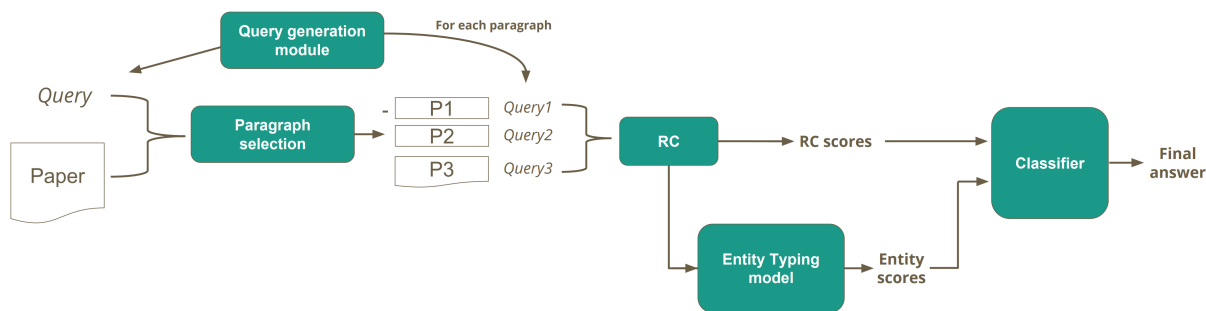 For each paragraph
Query generation
module
Query
Paper
Paragraph
selection
P1
Query1
P2
Query2
P3
Query3
RC
RC scores
Classifier
Final
answer
Entity Typing
model
Entity
scores